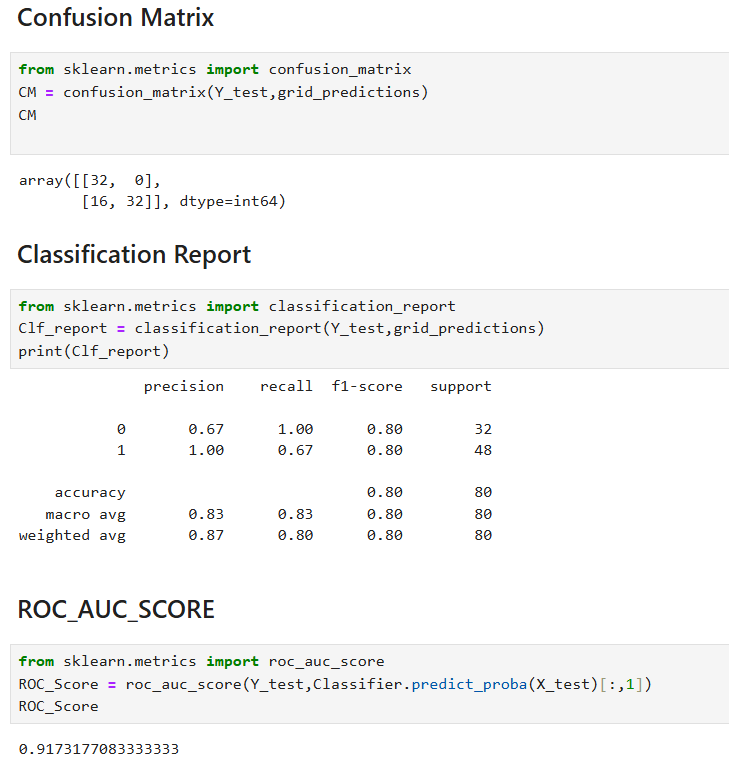 Confusion Matrix
from sklearn.metrics import confusion_matrix
CM = confusion_matrix(Y_test,grid_predictions)
CM
array([[32,  0],
       [16, 32]], dtype=int64)
Classification Report
from sklearn.metrics import classification_report
Clf_report = classification_report(Y_test,grid_predictions)
print(Clf_report)
              precision    recall  f1-score   support
           0       0.67      1.00      0.80        32
           1       1.00      0.67      0.80        48
    accuracy                           0.80        80
   macro avg       0.83      0.83      0.80        80
weighted avg       0.87      0.80      0.80        80
ROC_AUC_SCORE
from sklearn.metrics import roc_auc_score
ROC_Score = roc_auc_score(Y_test,Classifier.predict_proba(X_test)[:,1])
ROC_Score
0.9173177083333333